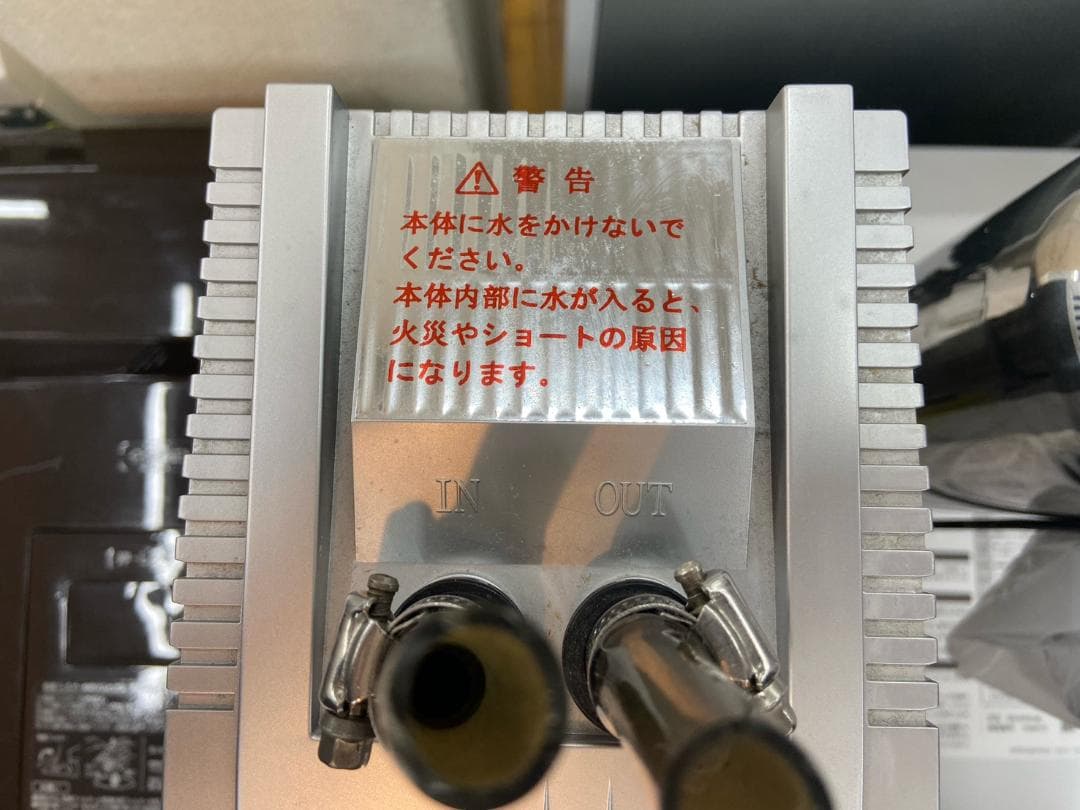 ⚠警告
本体に水をかけないで
ください。
本体内部に水が入ると、
火災やショートの原因
になります。
IN OUT